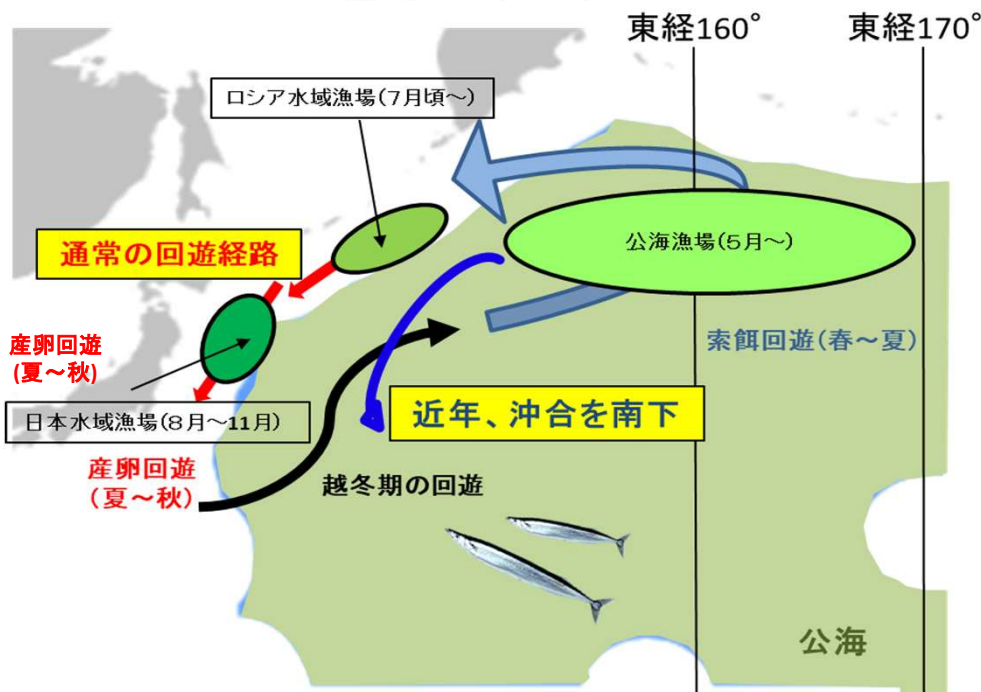 東経160°
東経170°
ロシア水域漁場(7月頃～)
通常の回遊経路
公海漁場(5月～)
産卵回遊
(夏～秋)
索餌回遊(春～夏)
日本水域漁場(8月～11月)
近年、沖合を南下
産卵回遊
(夏～秋)
越冬期の回遊
公海